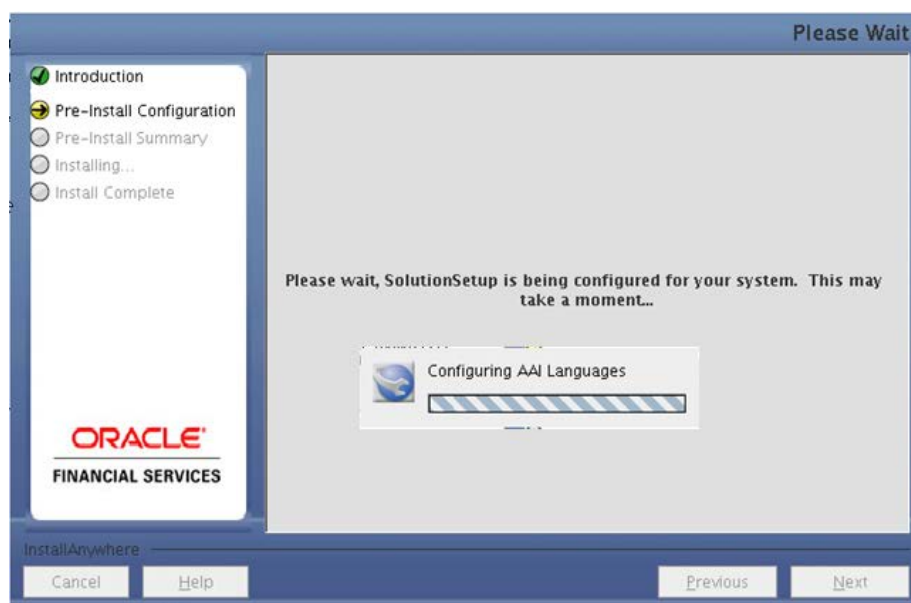 Please Wait
Introduction
Pre-Install Configuration
Pre-Install Summary
Installing...
Install Complete
Please wait, SolutionSetup is being configured for your system. This may
take a moment...
Configuring AAI Languages
ORACLE
FINANCIAL SERVICES
InstallAnywhere
Cancel
Help
Previous
Next